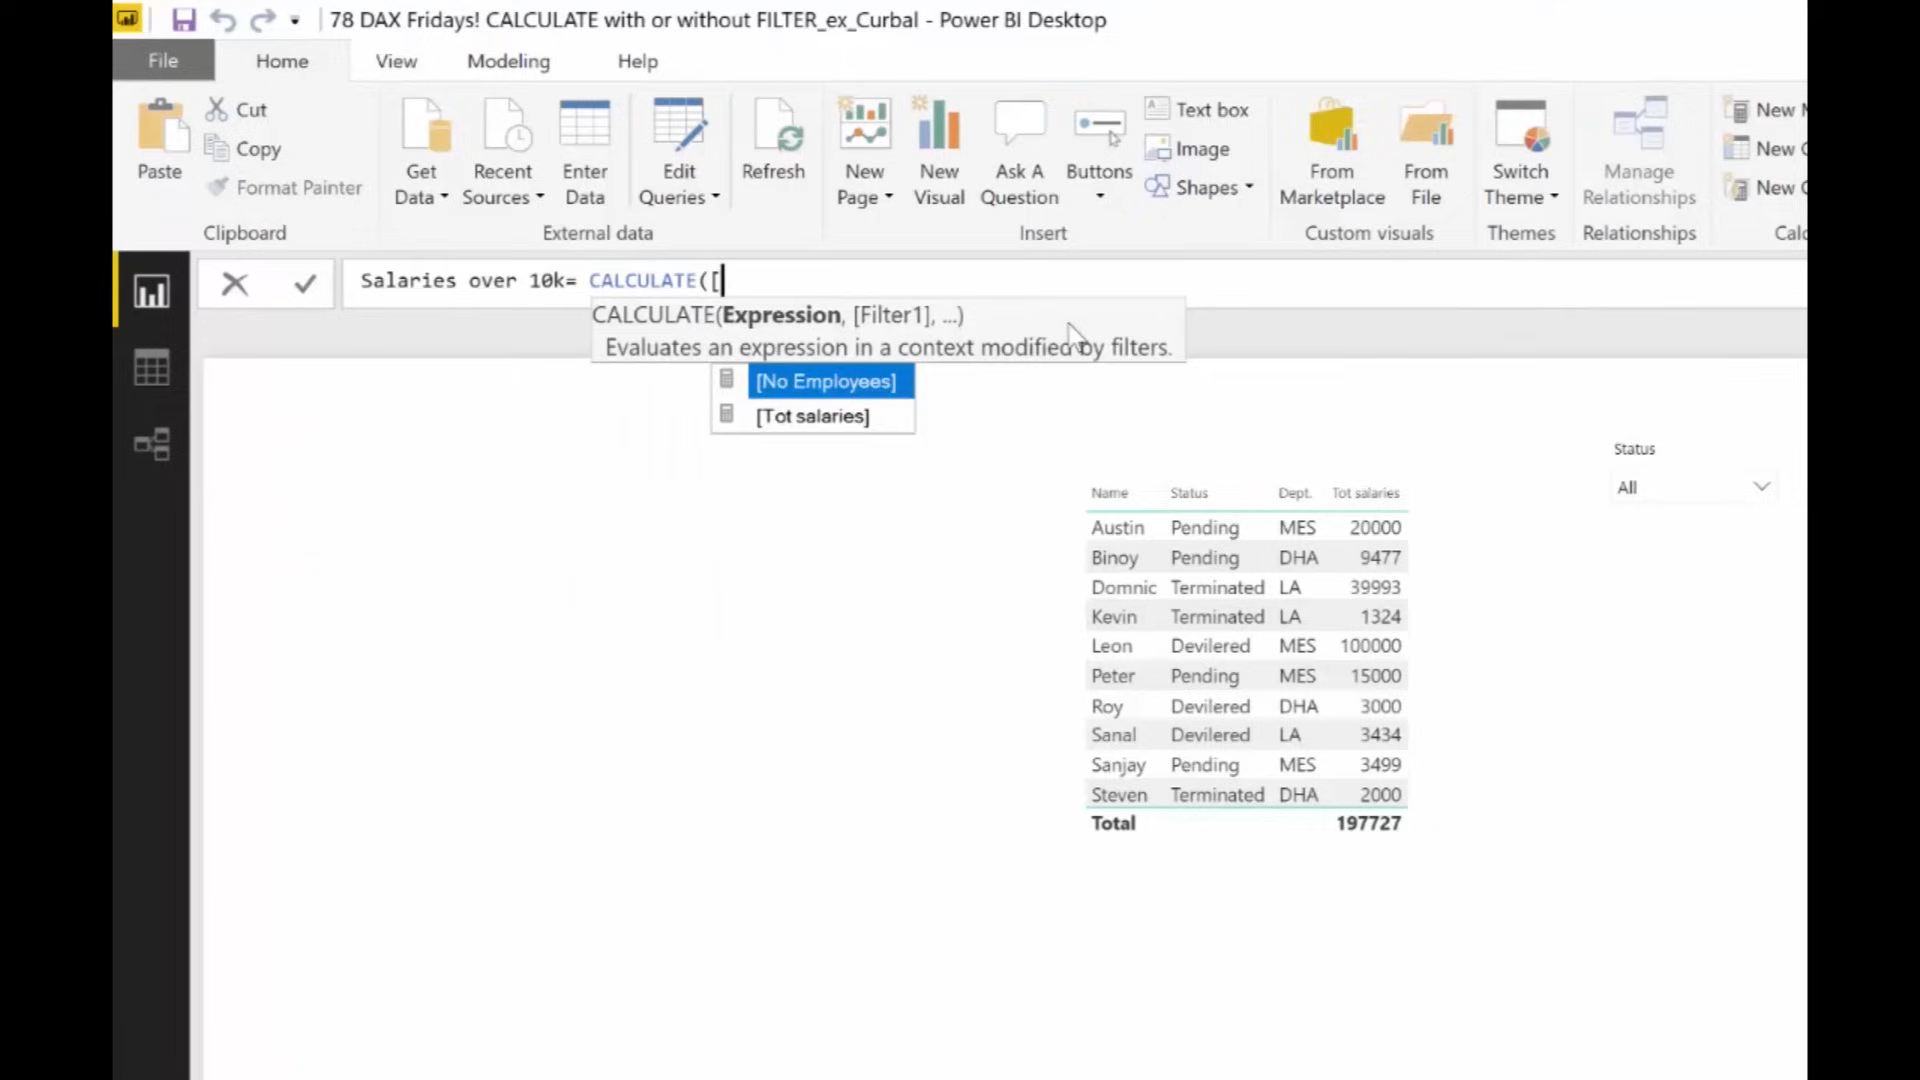 78 DAX Fridays! CALCULATE with or without FILTER_ex_Curbal - Power BI Desktop
File Home View Modeling Help
Paste
Cut
Copy
Format Painter
Clipboard
Get Data
Recent Sources
Enter Data
Edit Queries
External data
Refresh
New Page
New Visual
Ask A Question
Buttons
Text box
Image
Shapes
Insert
From Marketplace
From File
Custom visuals
Switch Theme
Themes
Manage Relationships
Relationships
New
New
New
Salaries over 10k= CALCULATE([
CALCULATE(Expression, [Filter1], ...)
Evaluates an expression in a context modified by filters.
[No Employees]
[Tot salaries]
Status
All
Name Status Dept. Tot salaries
Austin Pending MES 20000
Binoy Pending DHA 9477
Domnic Terminated LA 39993
Kevin Terminated LA 1324
Leon Devilered MES 100000
Peter Pending MES 15000
Roy Devilered DHA 3000
Sanal Devilered LA 3434
Sanjay Pending MES 3499
Steven Terminated DHA 2000
Total 197727